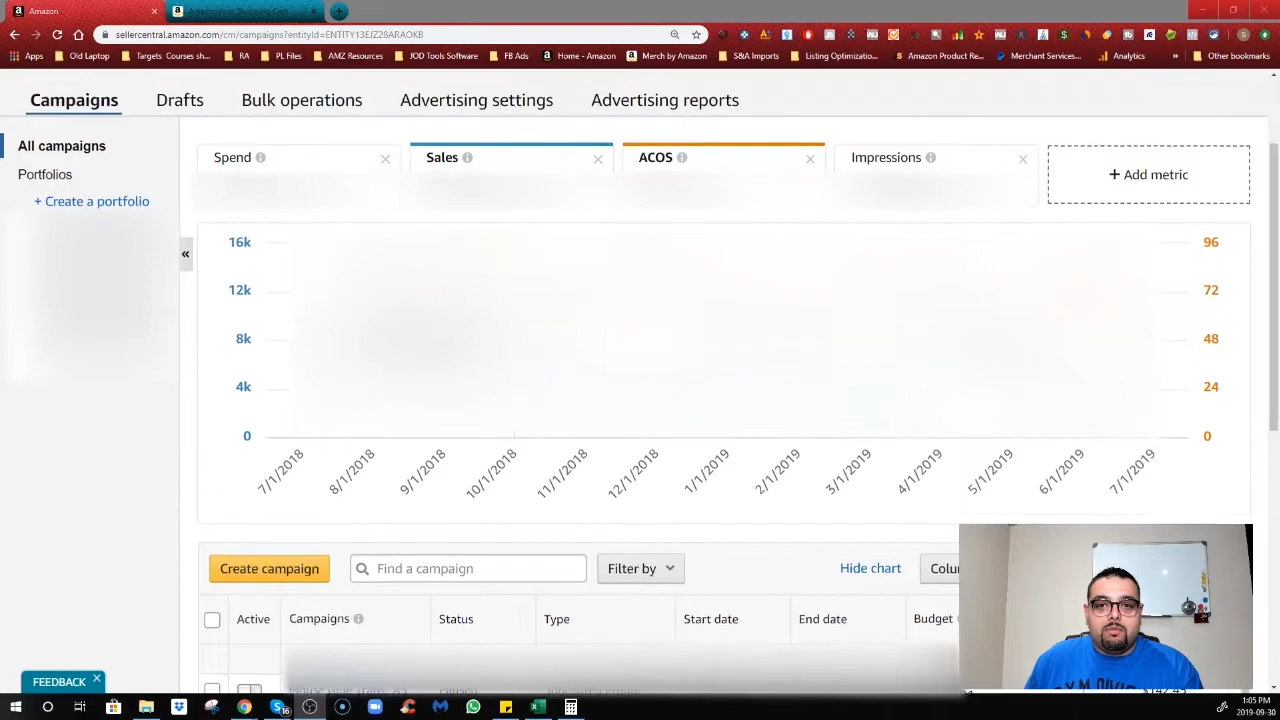 Amazon
Amazon.com Shopping Cart
sellercentral.amazon.com/cm/campaigns?entityId=ENTITY13EJZ28ARAOKB
Apps
Old Laptop
Targets Courses sh...
RA
PL Files
AMZ Resources
JOD Tools Software
FB Ads
Home - Amazon
Merch by Amazon
S&A Imports
Listing Optimizatio...
Amazon Product Re...
Merchant Services...
Analytics
»
Other bookmarks
Campaigns
Drafts
Bulk operations
Advertising settings
Advertising reports
All campaigns
Portfolios
+ Create a portfolio
«
Spend
Sales
ACOS
Impressions
+ Add metric
16k
96
12k
72
8k
48
4k
24
0
0
7/1/2018
8/1/2018
9/1/2018
10/1/2018
11/1/2018
12/1/2018
1/1/2019
2/1/2019
3/1/2019
4/1/2019
5/1/2019
6/1/2019
7/1/2019
Create campaign
Find a campaign
Filter by
Hide chart
Colu
Active
Campaigns
Status
Type
Start date
End date
Budget
FEEDBACK
16
1:05 PM
2019-09-30